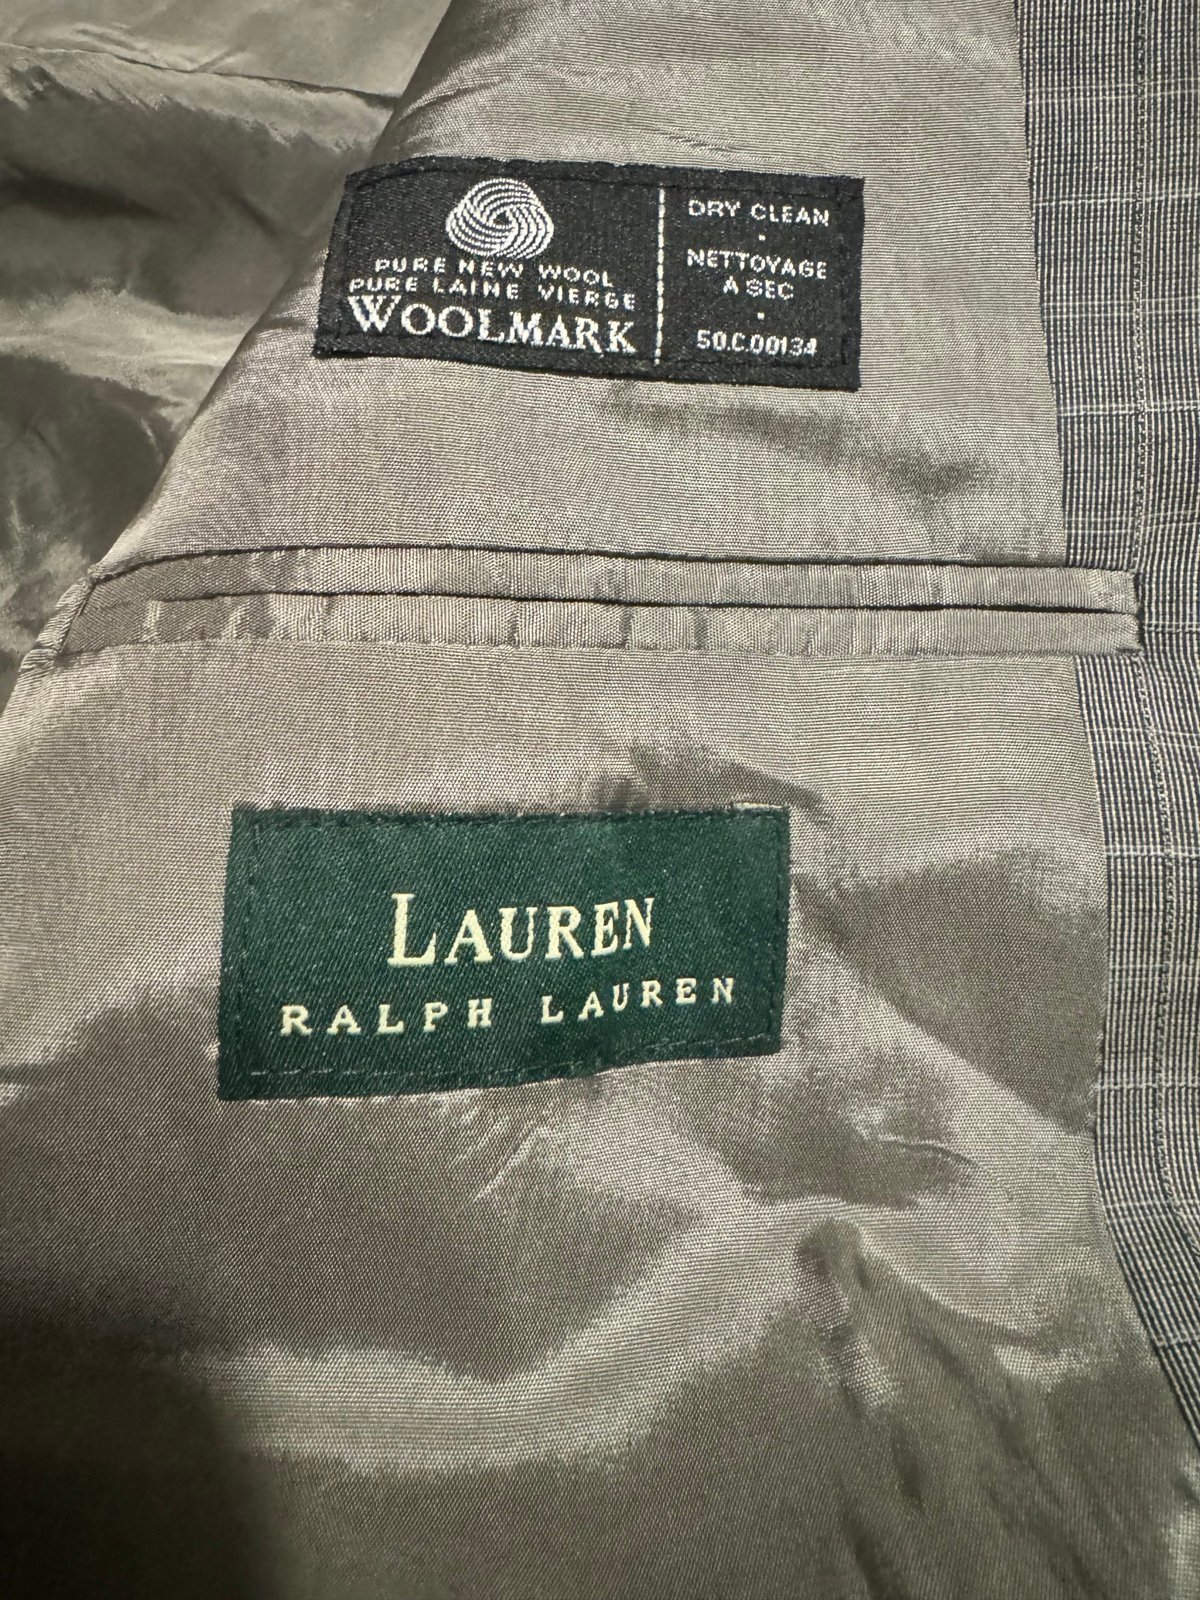 PURE NEW WOOL
PURE LAINE VIERGE
WOOLMARK
DRY CLEAN
•
NETTOYAGE
A SEC
•
50.C.00134
LAUREN
RALPH LAUREN